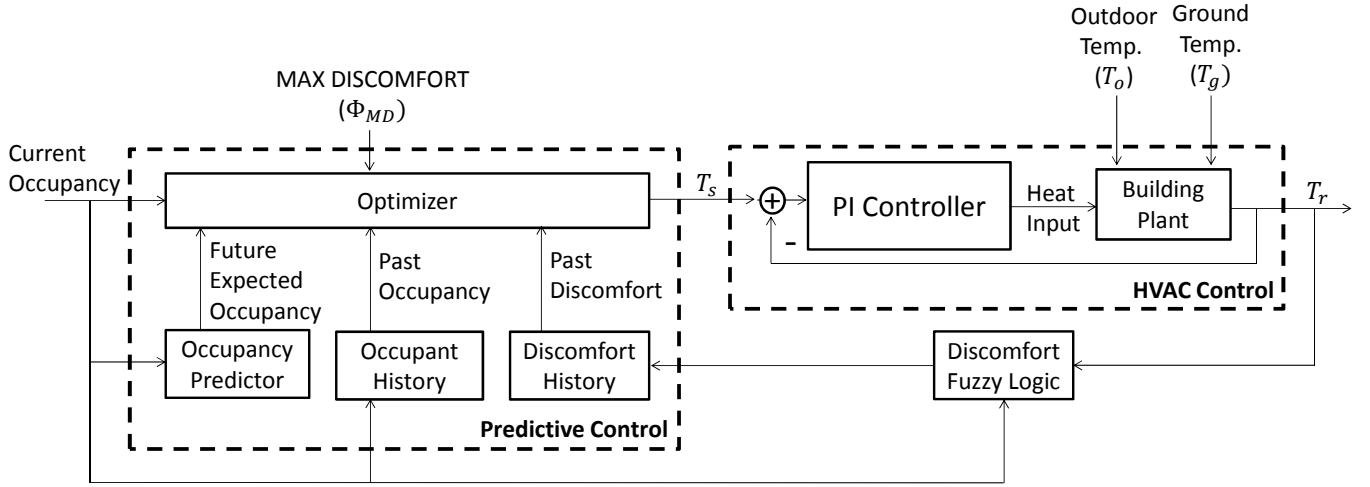 Outdoor
Temp.
(T_o)
Ground
Temp.
(T_g)
MAX DISCOMFORT
(Φ_MD)
Current
Occupancy
Optimizer
T_s
+
-
PI Controller
Heat
Input
Building
Plant
T_r
HVAC Control
Future
Expected
Occupancy
Past
Occupancy
Past
Discomfort
Occupancy
Predictor
Occupant
History
Discomfort
History
Predictive Control
Discomfort
Fuzzy Logic